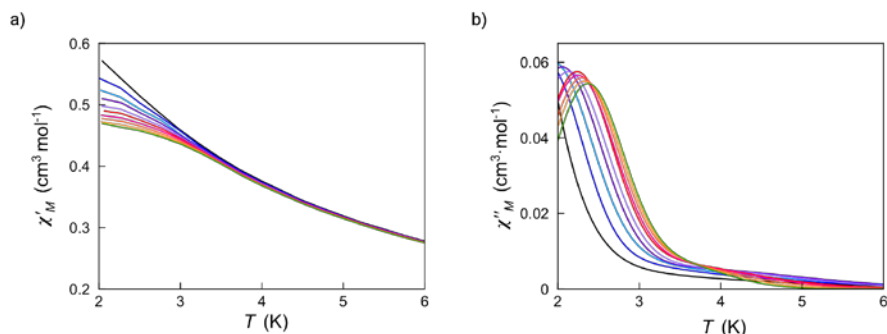 a)
b)
0.6
0.5
0.4
0.3
0.2
χ′M (cm³ mol⁻¹)
2 3 4 5 6
T (K)
0.06
0.04
0.02
0
χ″M (cm³·mol⁻¹)
2 3 4 5 6
T (K)